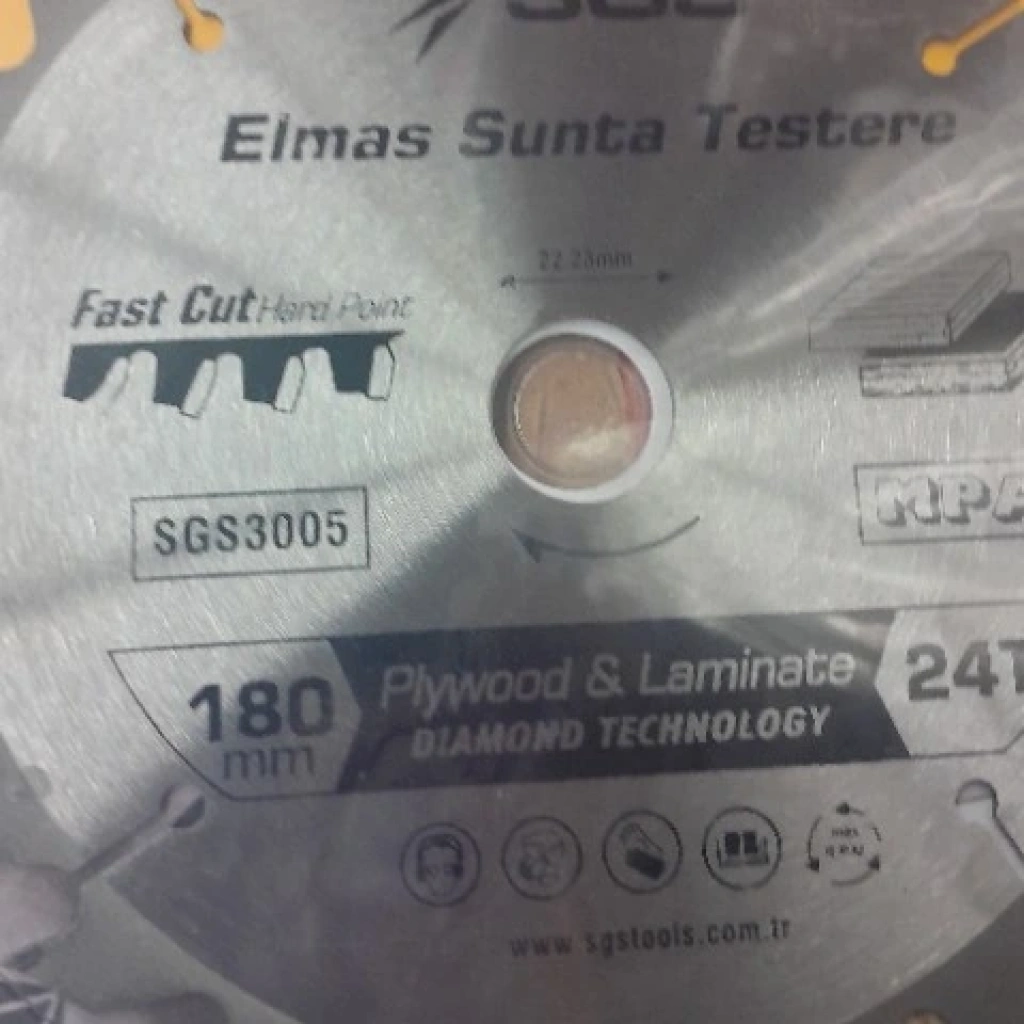 SGS
Elmas Sunta Testere
22.23mm
Fast Cut Hard Point
MPA
SGS3005
180 mm
Plywood & Laminate
24T
DIAMOND TECHNOLOGY
www.sgstools.com.tr